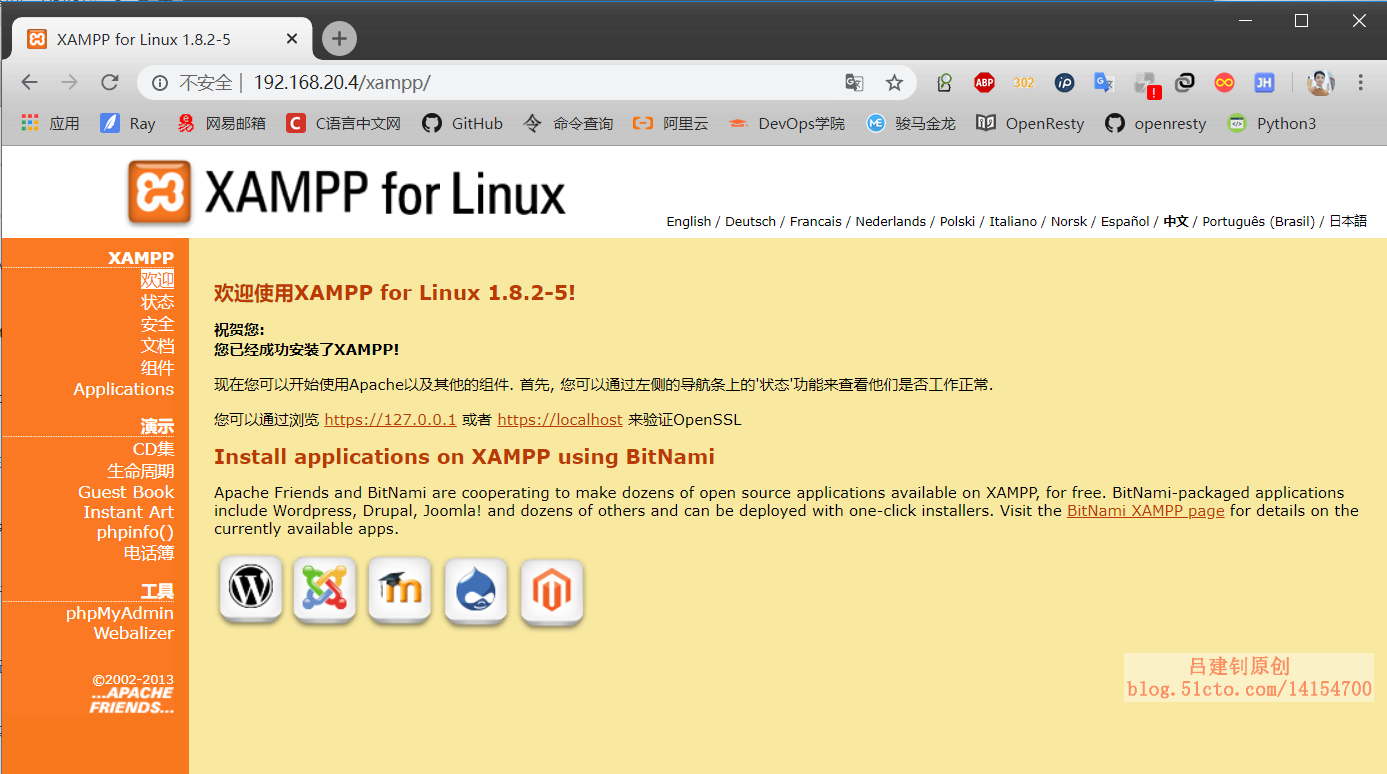 XAMPP for Linux 1.8.2-5
不安全 | 192.168.20.4/xampp/
ABP 302 iP G JH
应用 Ray 网易邮箱 C语言中文网 GitHub 命令查询 阿里云 DevOps学院 ME 骏马金龙 OpenResty openresty Python3
XAMPP for Linux
English / Deutsch / Francais / Nederlands / Polski / Italiano / Norsk / Español / 中文 / Português (Brasil) / 日本語
XAMPP
欢迎
状态
安全
文档
组件
Applications
演示
CD集
生命周期
Guest Book
Instant Art
phpinfo()
电话簿
工具
phpMyAdmin
Webalizer
©2002-2013
...APACHE
FRIENDS...
欢迎使用XAMPP for Linux 1.8.2-5!
祝贺您:
您已经成功安装了XAMPP!
现在您可以开始使用Apache以及其他的组件. 首先, 您可以通过左侧的导航条上的'状态'功能来查看他们是否工作正常.
您可以通过浏览 https://127.0.0.1 或者 https://localhost 来验证OpenSSL
Install applications on XAMPP using BitNami
Apache Friends and BitNami are cooperating to make dozens of open source applications available on XAMPP, for free. BitNami-packaged applications
include Wordpress, Drupal, Joomla! and dozens of others and can be deployed with one-click installers. Visit the BitNami XAMPP page for details on the
currently available apps.
吕建钊原创
blog.51cto.com/14154700